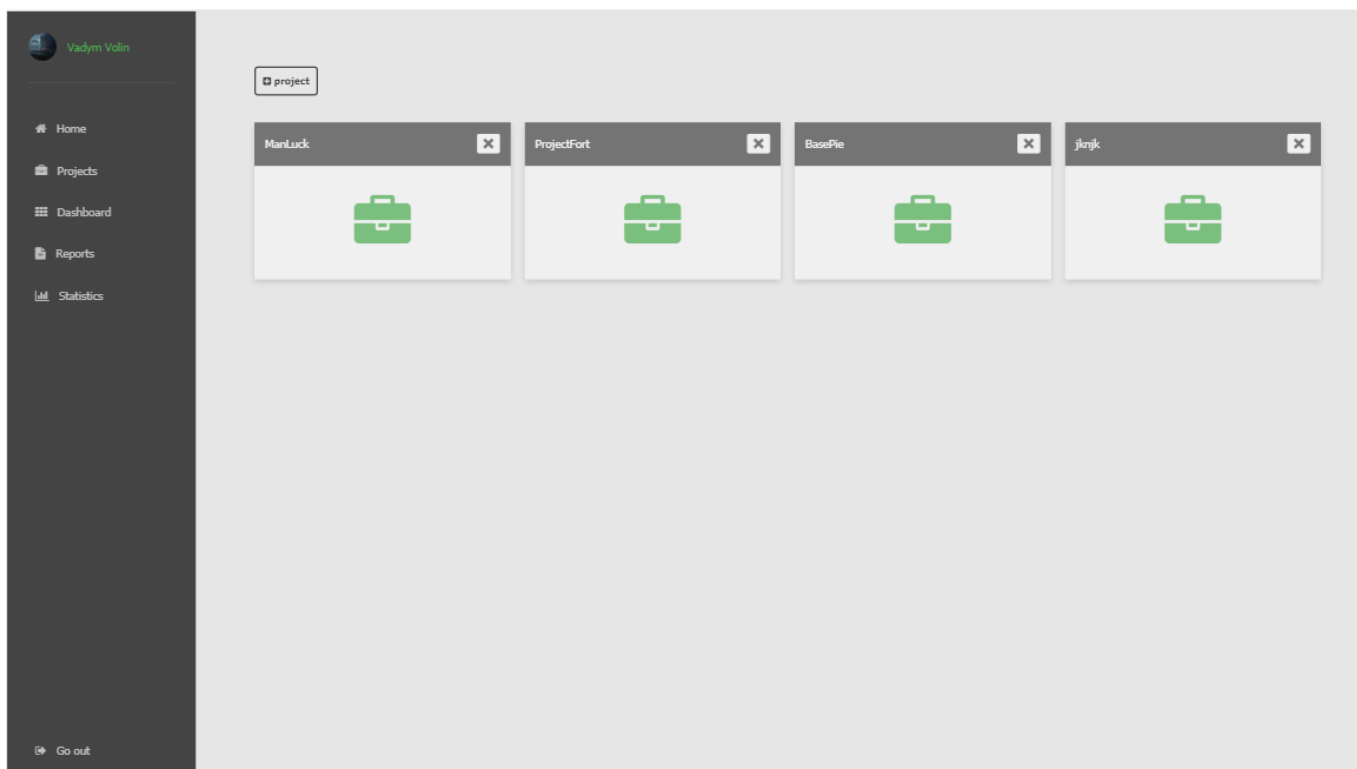 Vadym Volin
Home
Projects
Dashboard
Reports
Statistics
Go out
project
ManLuck
ProjectFort
BasePie
jknjk